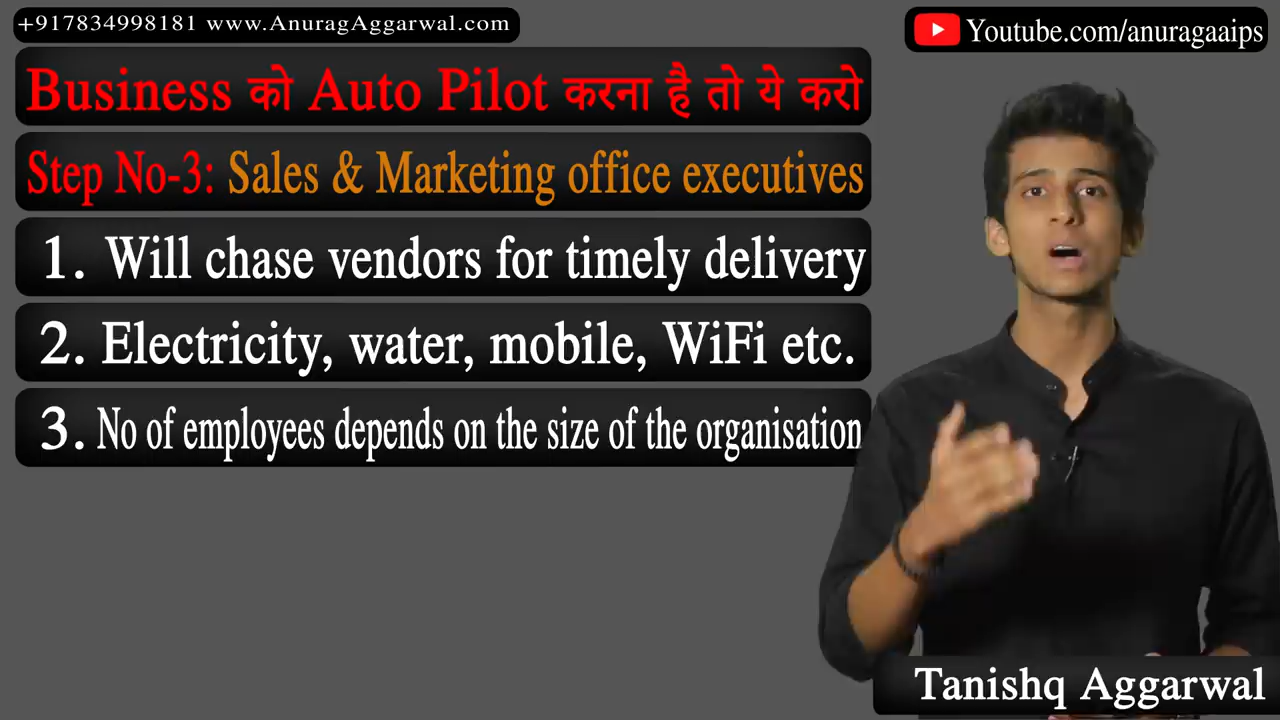 +917834998181 www.AnuragAggarwal.com
Youtube.com/anuragaaips
Business को Auto Pilot करना है तो ये करो
Step No-3: Sales & Marketing office executives
1. Will chase vendors for timely delivery
2. Electricity, water, mobile, WiFi etc.
3. No of employees depends on the size of the organisation
Tanishq Aggarwal